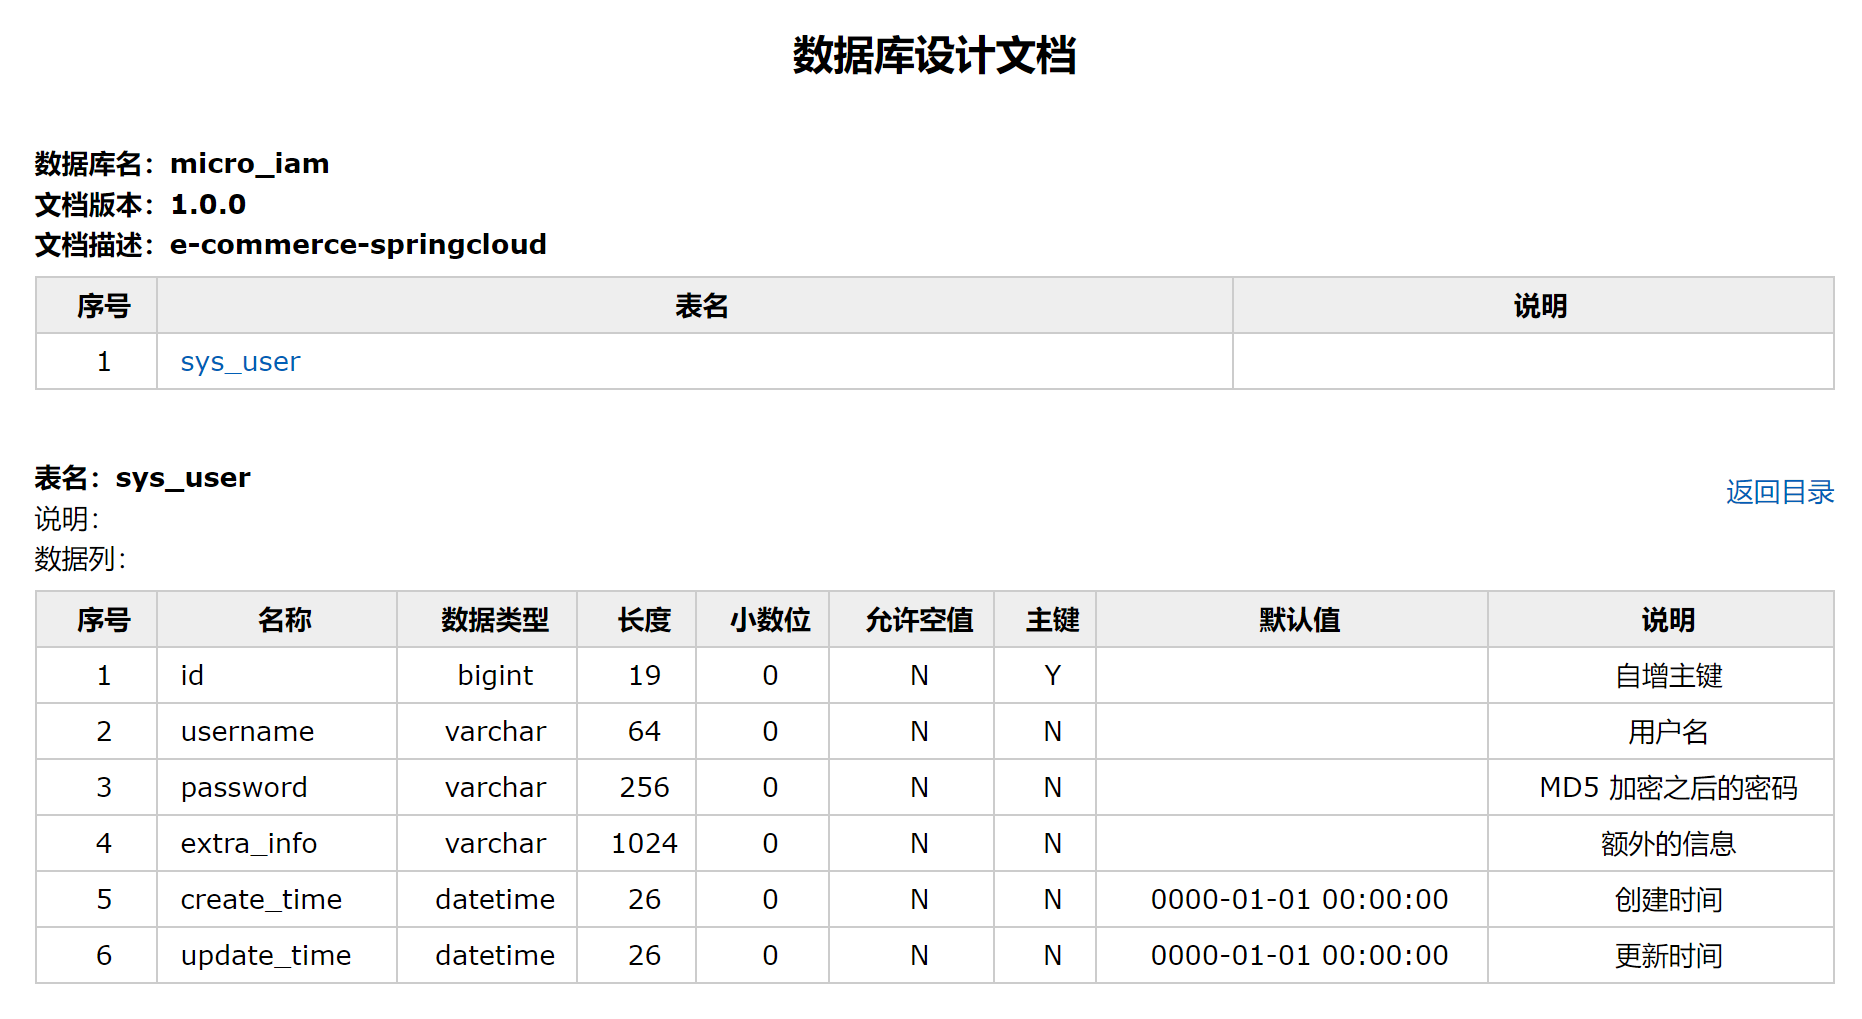 数据库设计文档
数据库名：micro_iam
文档版本：1.0.0
文档描述：e-commerce-springcloud
序号 表名 说明
1 sys_user
表名：sys_user
返回目录
说明：
数据列：
序号 名称 数据类型 长度 小数位 允许空值 主键 默认值 说明
1 id bigint 19 0 N Y 自增主键
2 username varchar 64 0 N N 用户名
3 password varchar 256 0 N N MD5 加密之后的密码
4 extra_info varchar 1024 0 N N 额外的信息
5 create_time datetime 26 0 N N 0000-01-01 00:00:00 创建时间
6 update_time datetime 26 0 N N 0000-01-01 00:00:00 更新时间